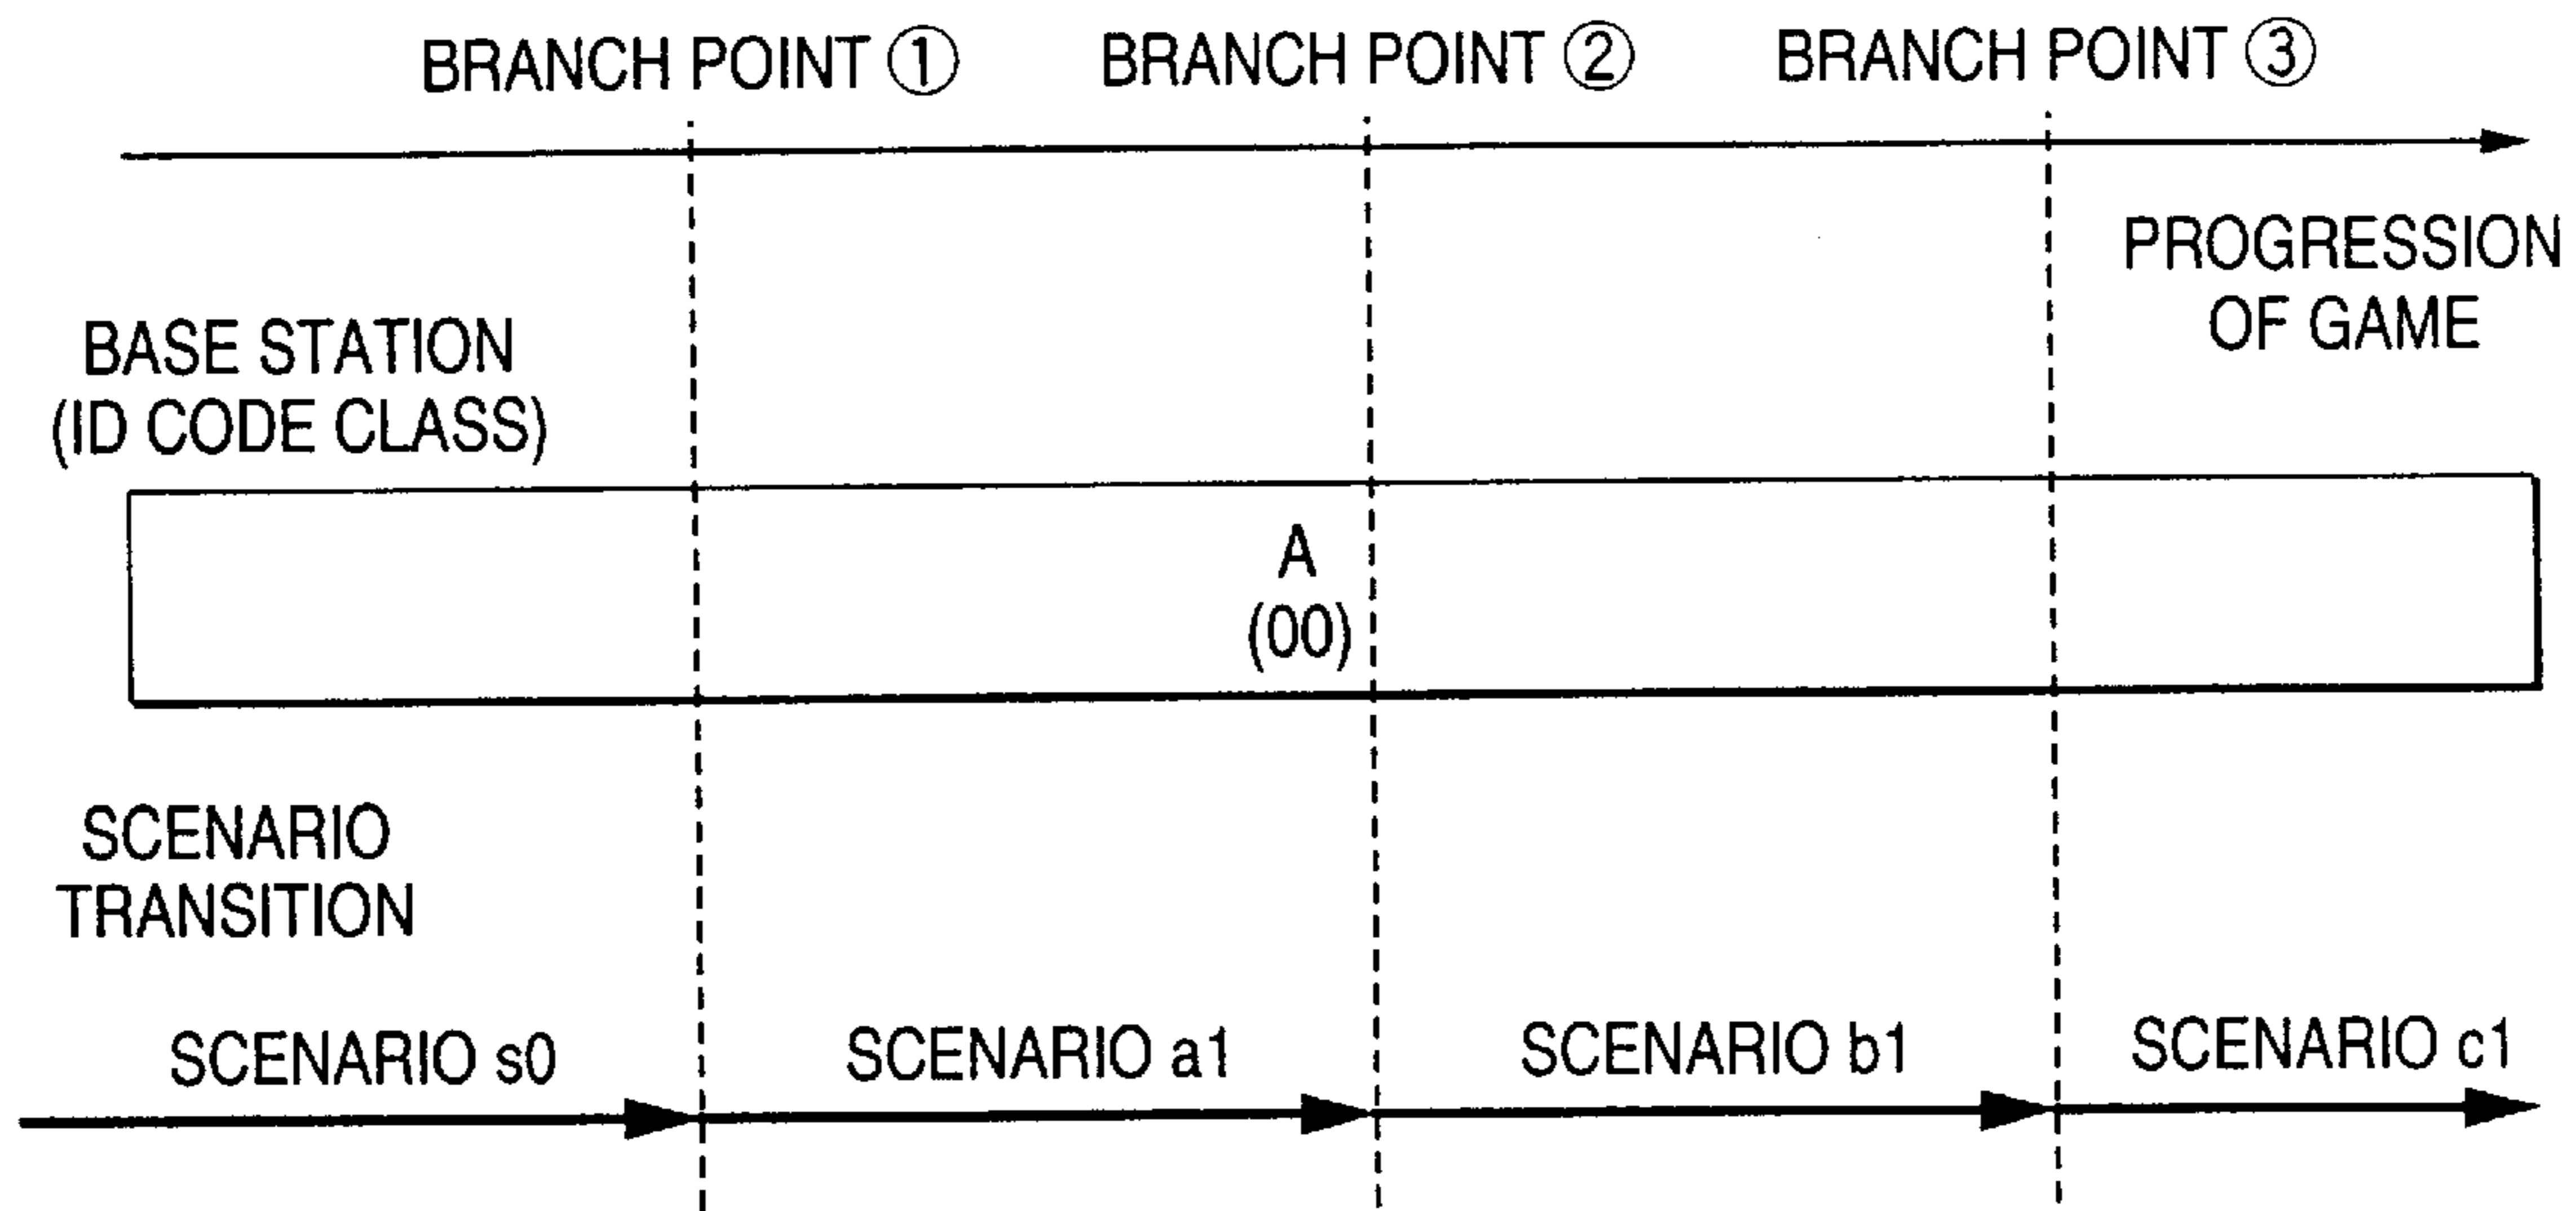 BRANCH POINT ① BRANCH POINT ② BRANCH POINT ③
PROGRESSION
OF GAME
BASE STATION
(ID CODE CLASS)
A
(00)
SCENARIO
TRANSITION
SCENARIO s0 SCENARIO a1 SCENARIO b1 SCENARIO c1